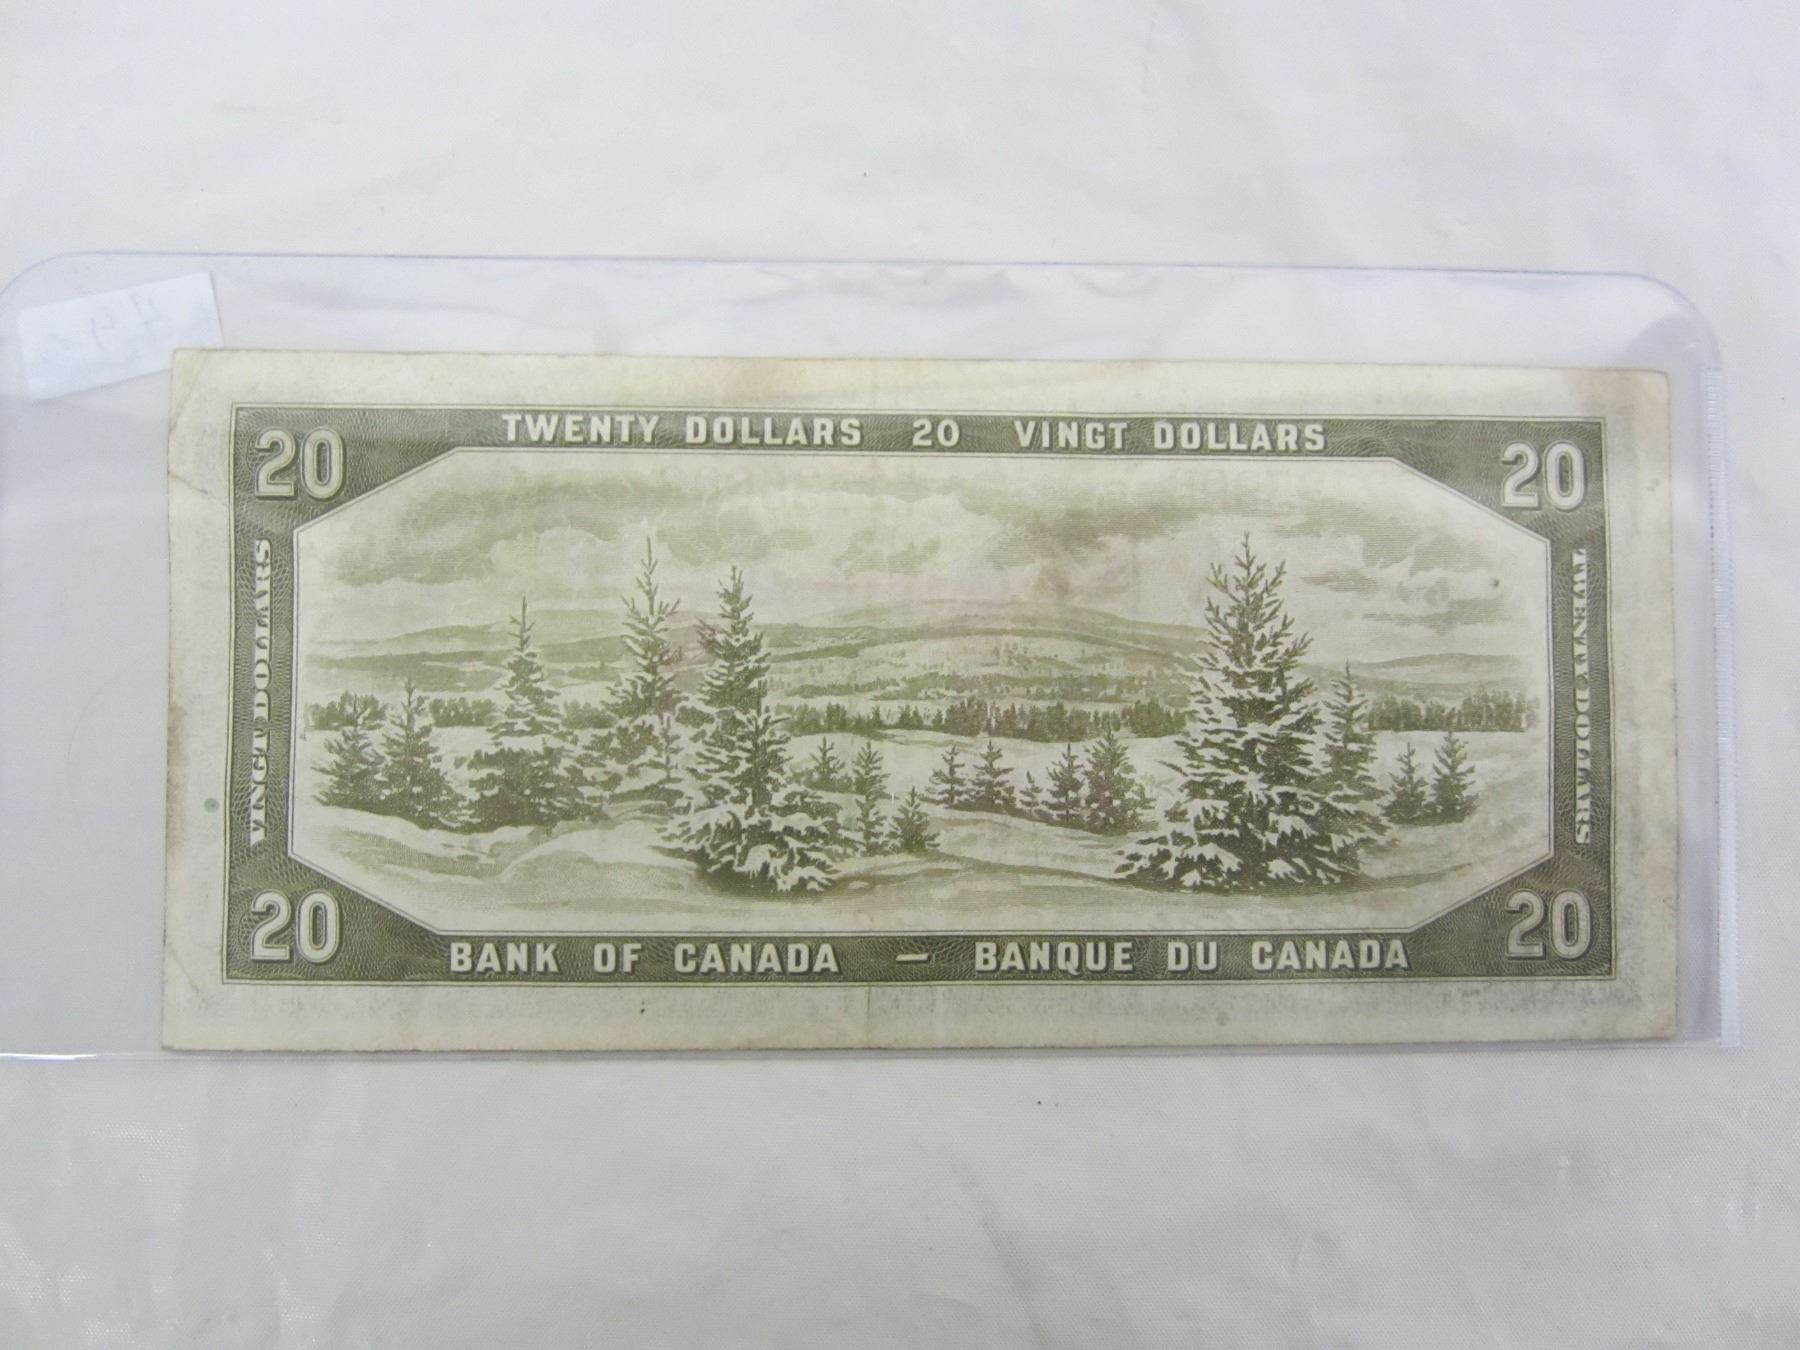 TWENTY DOLLARS 20 VINGT DOLLARS
20
20
VINGT DOLLARS
TWENTY DOLLARS
20
20
BANK OF CANADA — BANQUE DU CANADA